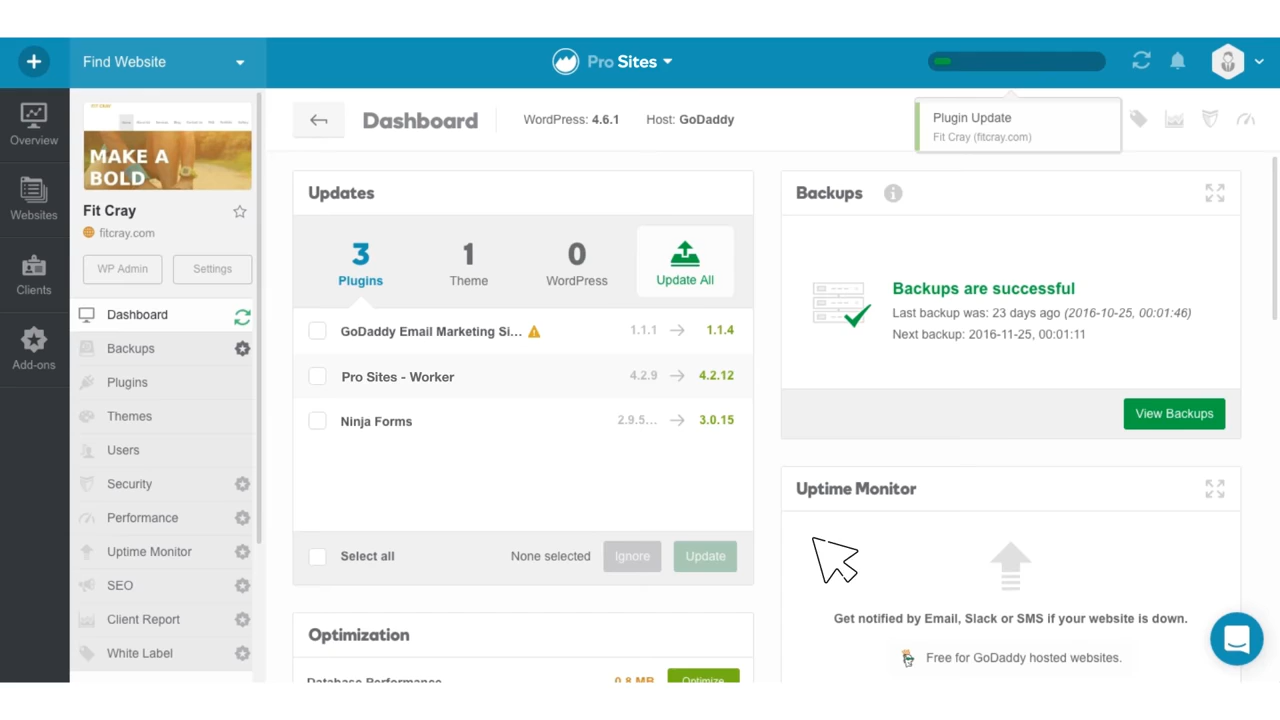 Find Website
Pro Sites
Overview
Websites
Clients
Add-ons
MAKE A
BOLD
Fit Cray
fitcray.com
WP Admin
Settings
Dashboard
Backups
Plugins
Themes
Users
Security
Performance
Uptime Monitor
SEO
Client Report
White Label
Dashboard
WordPress: 4.6.1
Host: GoDaddy
Plugin Update
Fit Cray (fitcray.com)
Updates
3
Plugins
1
Theme
0
WordPress
Update All
GoDaddy Email Marketing Si... 1.1.1 → 1.1.4
Pro Sites - Worker 4.2.9 → 4.2.12
Ninja Forms 2.9.5... → 3.0.15
Select all
None selected
Ignore
Update
Optimization
Database Performance 0.8 MB Optimize
Backups
Backups are successful
Last backup was: 23 days ago (2016-10-25, 00:01:46)
Next backup: 2016-11-25, 00:01:11
View Backups
Uptime Monitor
Get notified by Email, Slack or SMS if your website is down.
Free for GoDaddy hosted websites.